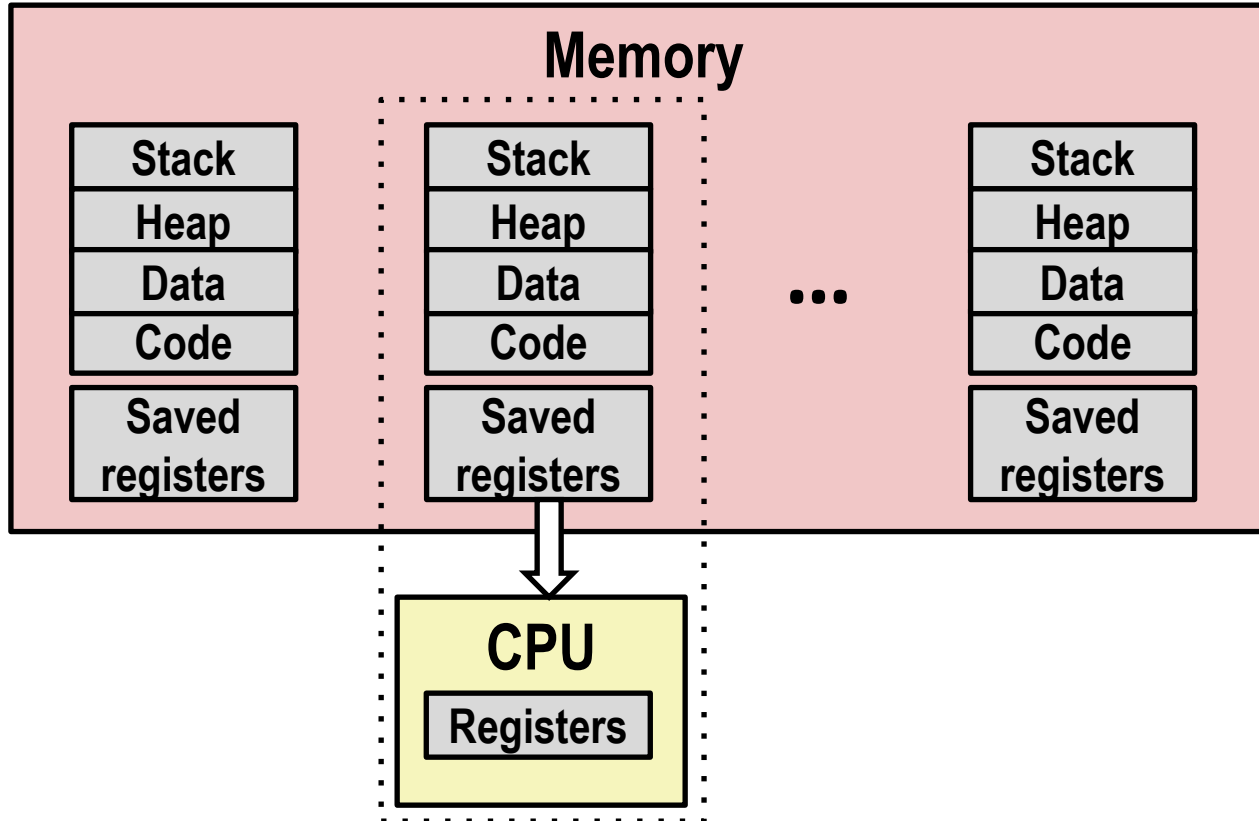 Memory
Stack
Heap
Data
Code
Saved
registers
Stack
Heap
Data
Code
Saved
registers
...
Stack
Heap
Data
Code
Saved
registers
CPU
Registers